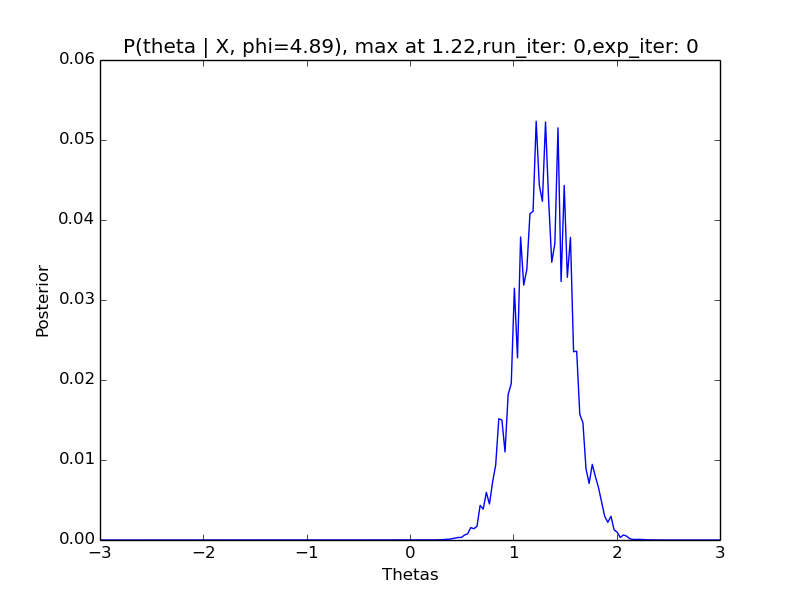 P(theta | X, phi=4.89), max at 1.22,run_iter: 0,exp_iter: 0
0.06
0.05
0.04
0.03
0.02
0.01
0.00
Posterior
−3 −2 −1 0 1 2 3
Thetas